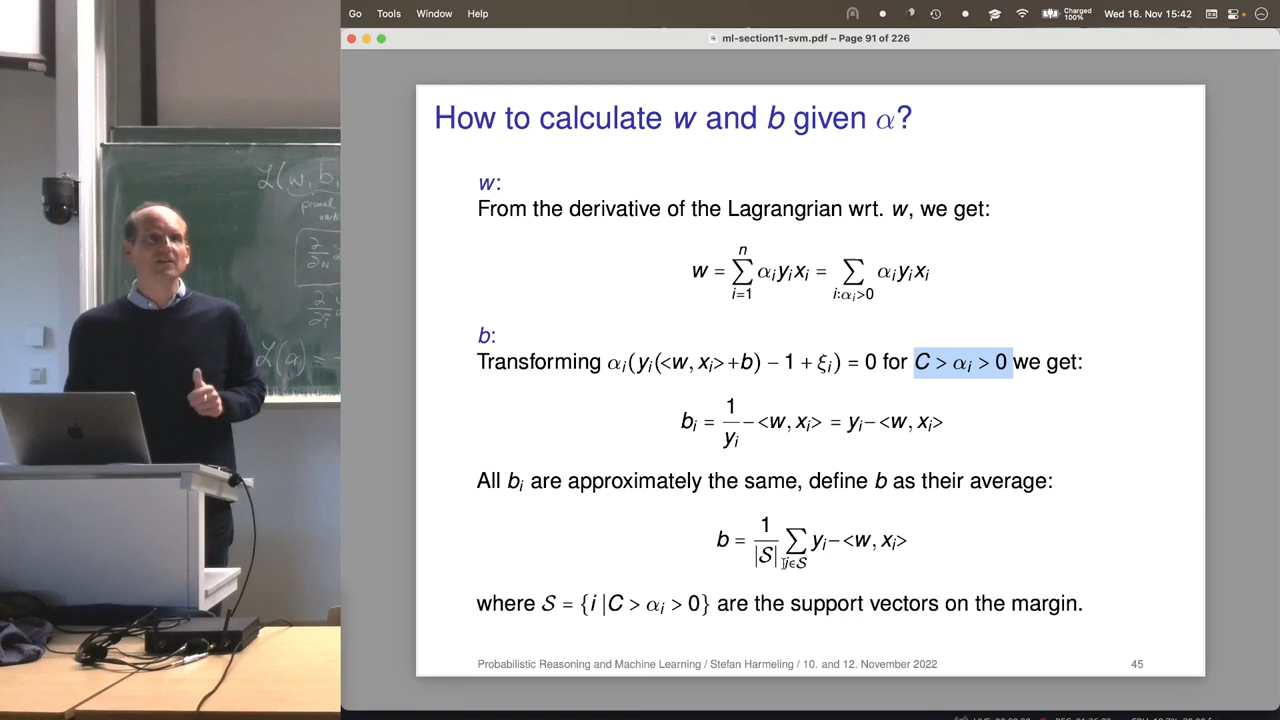 Go Tools Window Help
Charged 100% Wed 16. Nov 15:42
ml-section11-svm.pdf – Page 91 of 226
How to calculate w and b given α?
w:
From the derivative of the Lagrangrian wrt. w, we get:
w = ∑_{i=1}^{n} α_i y_i x_i = ∑_{i:α_i>0} α_i y_i x_i
b:
Transforming α_i(y_i(<w, x_i>+b) − 1 + ξ_i) = 0 for C > α_i > 0 we get:
b_i = 1/y_i −<w, x_i> = y_i−<w, x_i>
All b_i are approximately the same, define b as their average:
b = 1/|S| ∑_{i∈S} y_i−<w, x_i>
where S = {i |C > α_i > 0} are the support vectors on the margin.
Probabilistic Reasoning and Machine Learning / Stefan Harmeling / 10. and 12. November 2022 45
L(w, b,
primal
L(α) =